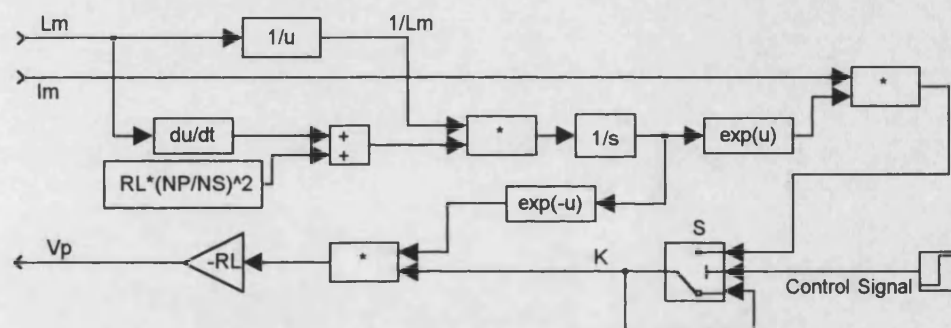 Lm
1/u
1/Lm
Im
*
du/dt
+
+
*
1/s
exp(u)
RL*(NP/NS)^2
exp(-u)
S
Vp
-RL
*
K
Control Signal